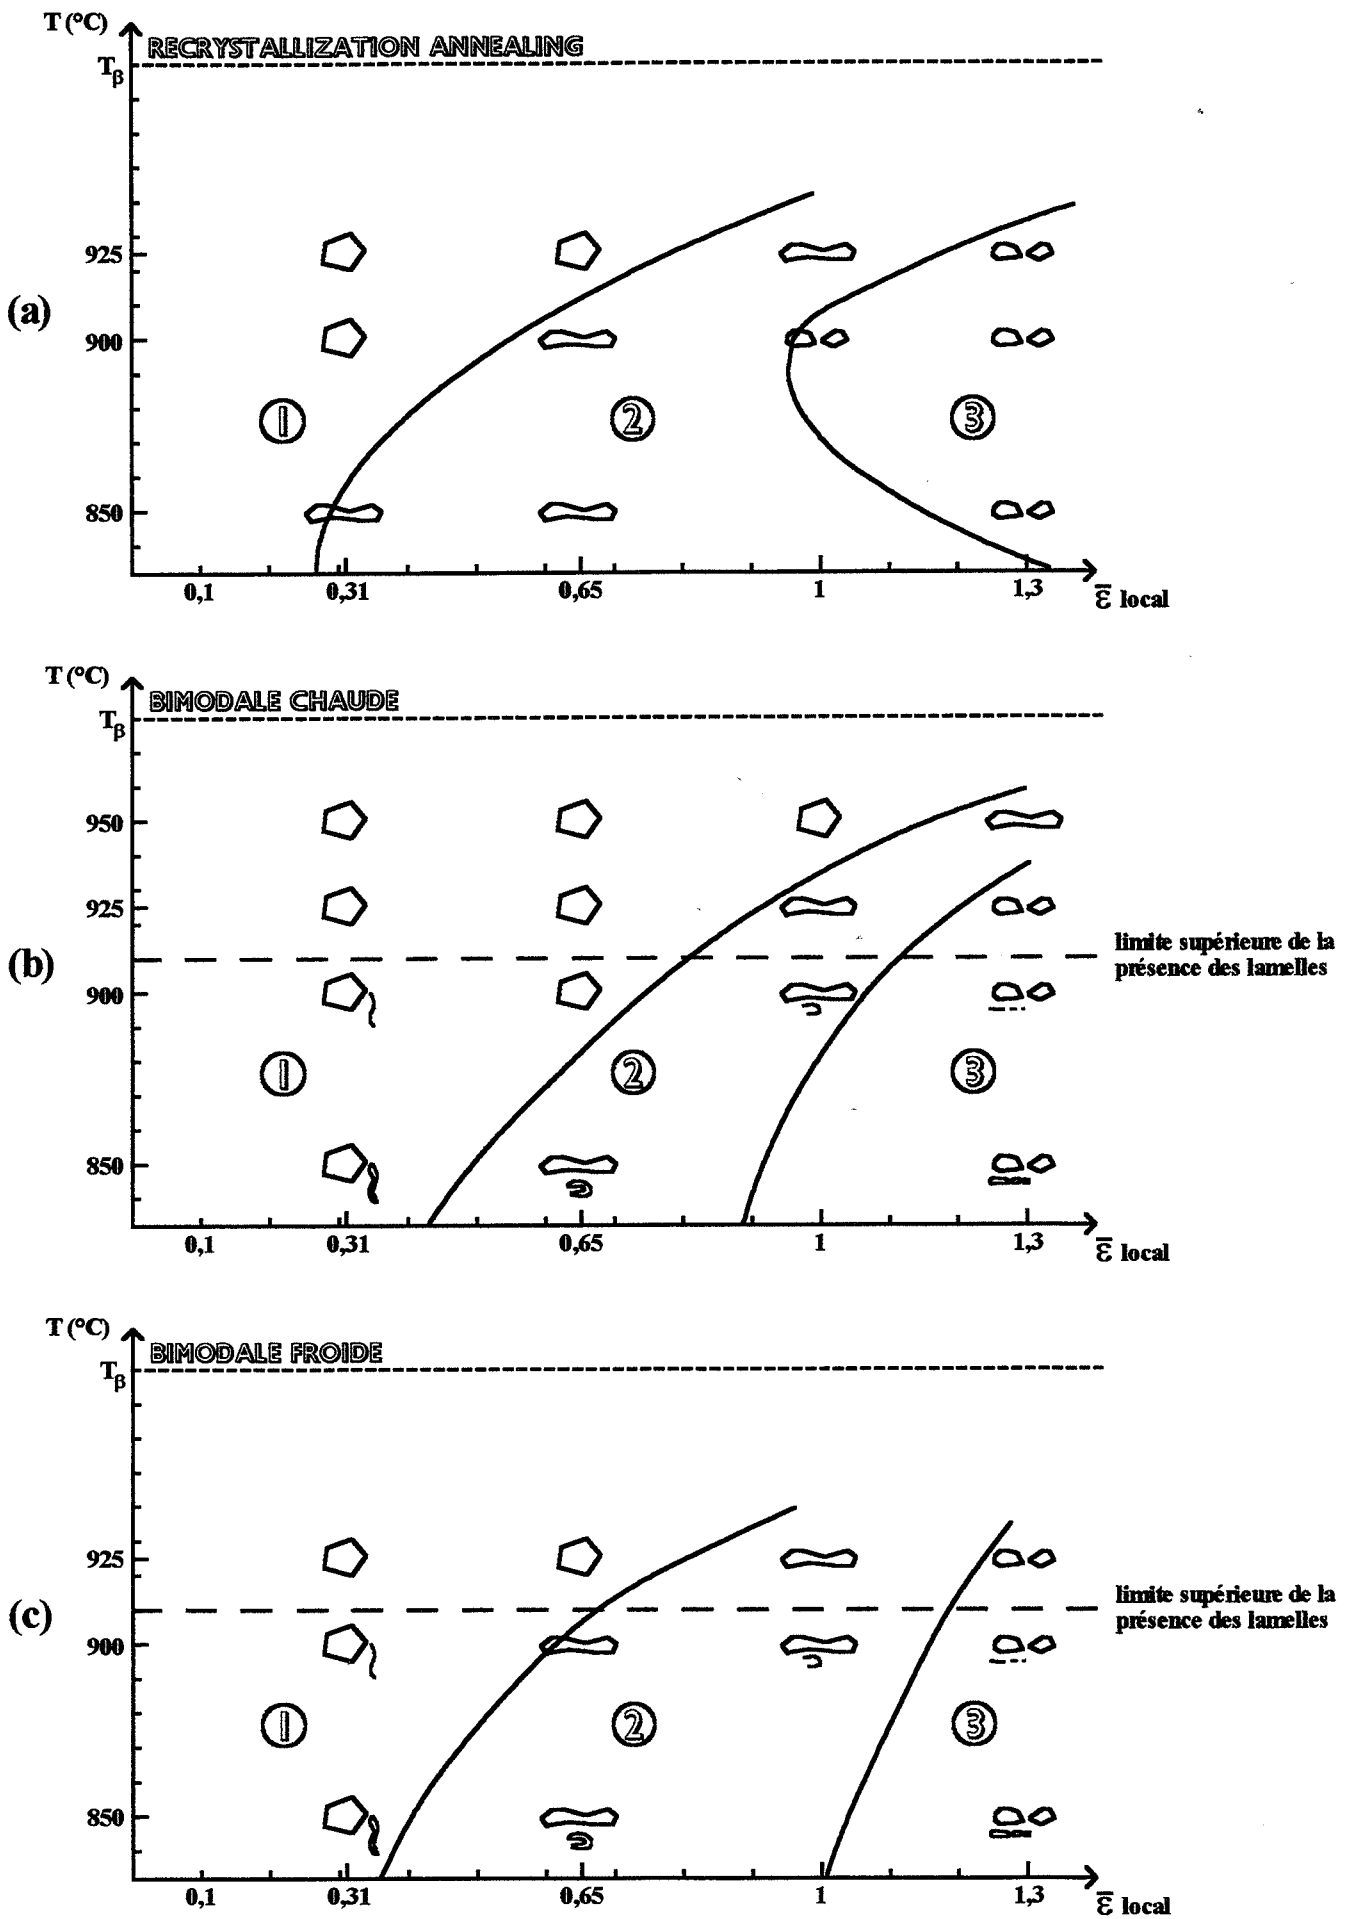 T (°C)
RECRYSTALLIZATION ANNEALING
Tβ
925
(a)
900
1 2 3
850
0,1 0,31 0,65 1 1,3
ε̅ local
T (°C)
BIMODALE CHAUDE
Tβ
950
925
limite supérieure de la
présence des lamelles
(b)
900
1 2 3
850
0,1 0,31 0,65 1 1,3
ε̅ local
T (°C)
BIMODALE FROIDE
Tβ
925
limite supérieure de la
présence des lamelles
(c)
900
1 2 3
850
0,1 0,31 0,65 1 1,3
ε̅ local